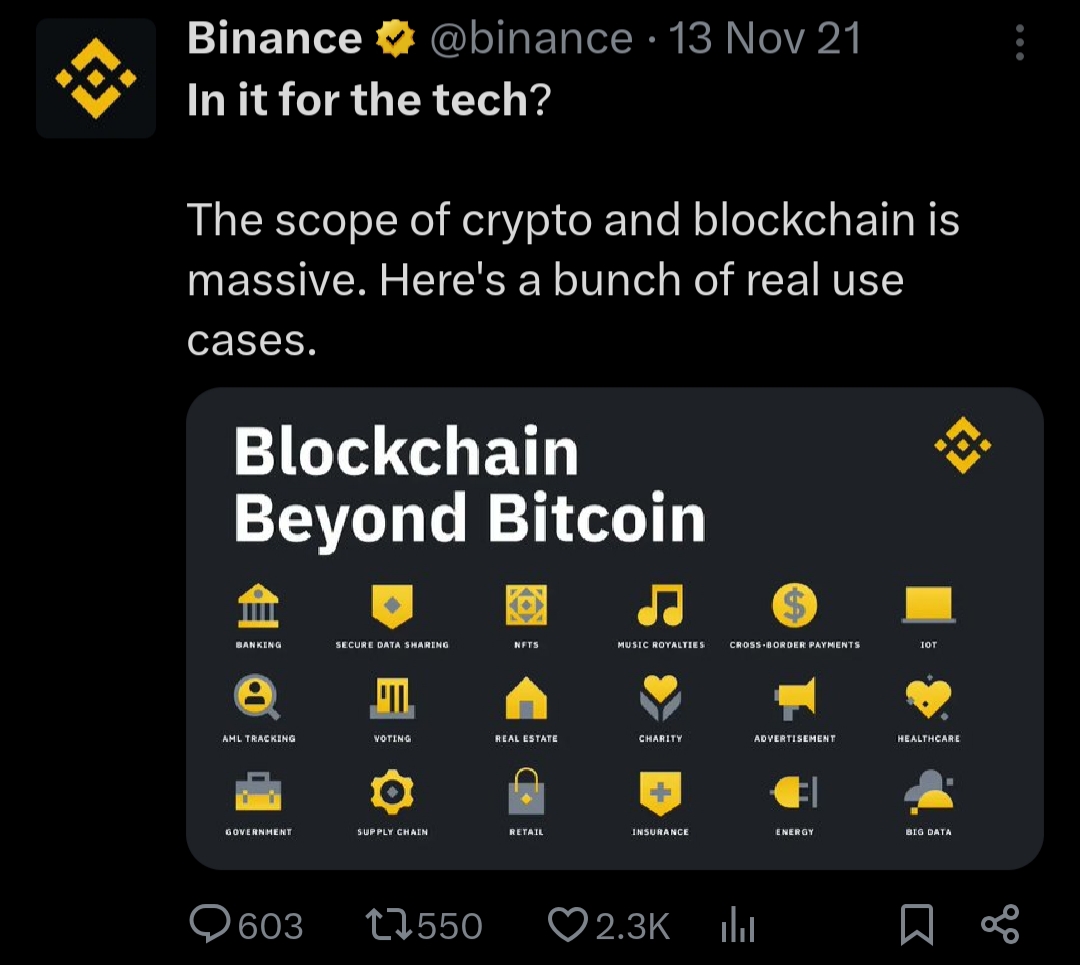 Binance @binance · 13 Nov 21
In it for the tech?
The scope of crypto and blockchain is
massive. Here's a bunch of real use
cases.
Blockchain
Beyond Bitcoin
BANKING SECURE DATA SHARING NFTS MUSIC ROYALTIES CROSS-BORDER PAYMENTS IOT
AML TRACKING VOTING REAL ESTATE CHARITY ADVERTISEMENT HEALTHCARE
GOVERNMENT SUPPLY CHAIN RETAIL INSURANCE ENERGY BIG DATA
603 550 2.3K